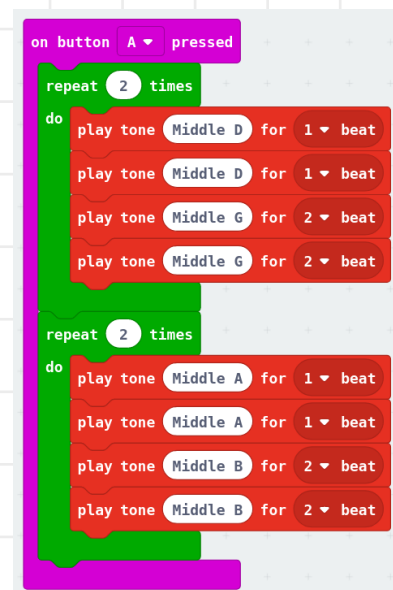 on button A pressed
repeat 2 times
do
play tone Middle D for 1 beat
play tone Middle D for 1 beat
play tone Middle G for 2 beat
play tone Middle G for 2 beat
repeat 2 times
do
play tone Middle A for 1 beat
play tone Middle A for 1 beat
play tone Middle B for 2 beat
play tone Middle B for 2 beat